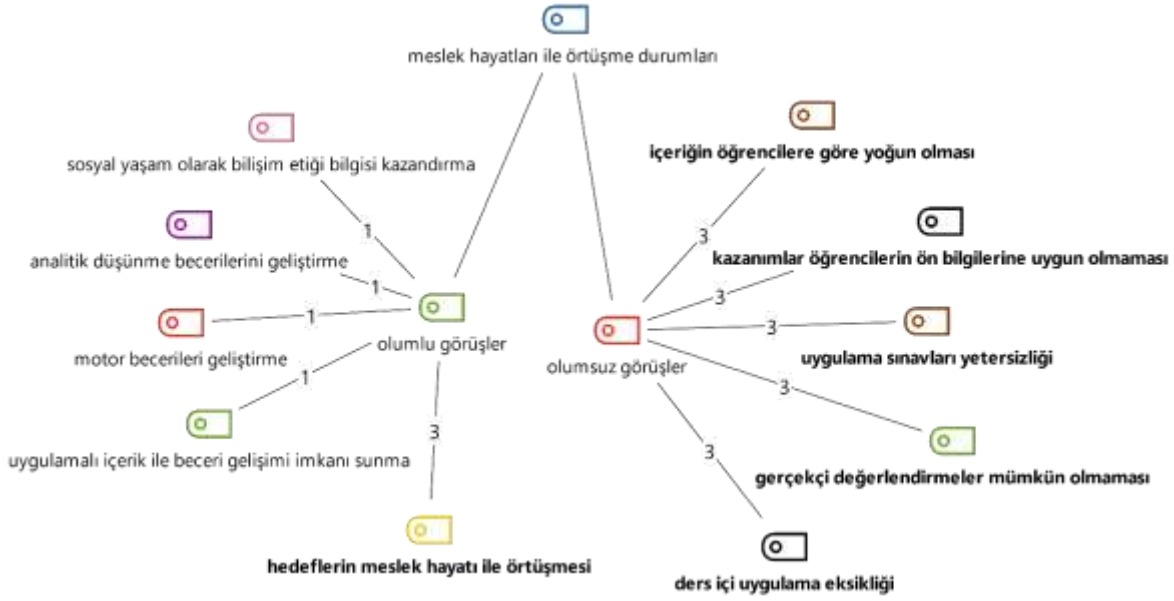 meslek hayatları ile örtüşme durumları
sosyal yaşam olarak bilişim etiği bilgisi kazandırma
içeriğin öğrencilere göre yoğun olması
1
3
analitik düşünme becerilerini geliştirme
kazanımlar öğrencilerin ön bilgilerine uygun olmaması
1
3
1
3
motor becerileri geliştirme
olumlu görüşler
olumsuz görüşler
uygulama sınavları yetersizliği
1
3
uygulamalı içerik ile beceri gelişimi imkanı sunma
3
3
gerçekçi değerlendirmeler mümkün olmaması
hedeflerin meslek hayatı ile örtüşmesi
ders içi uygulama eksikliği